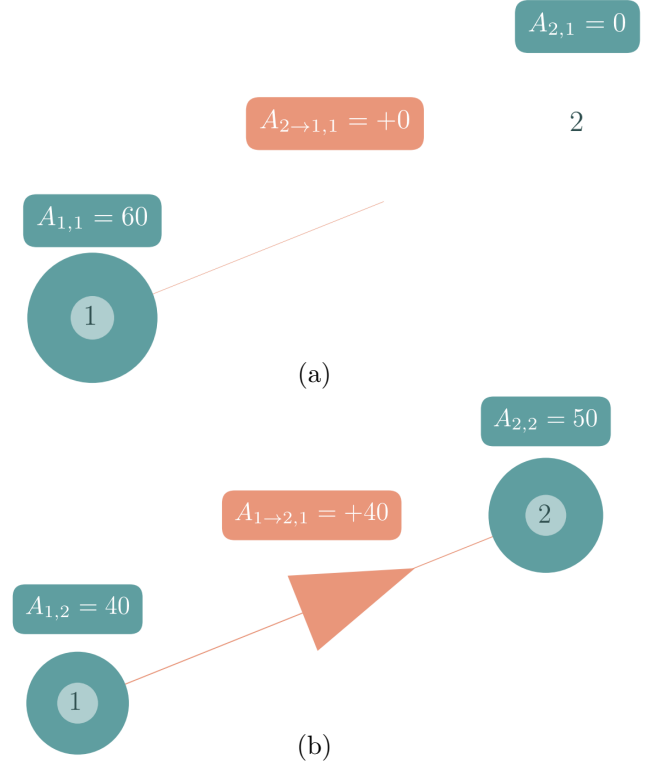 A_{2,1} = 0
A_{2→1,1} = +0
2
A_{1,1} = 60
1
(a)
A_{2,2} = 50
A_{1→2,1} = +40
2
A_{1,2} = 40
1
(b)